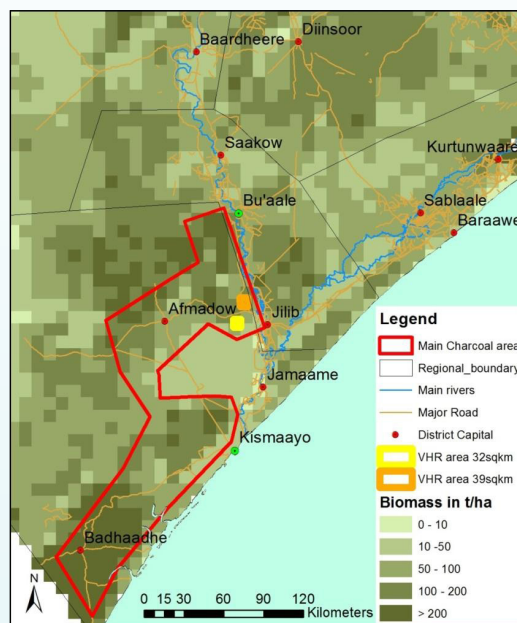 Diinsoor
Baardheere
Saakow
Kurtunwaare
Bu'aale
Sablaale
Baraawe
Afmadow
Jilib
Legend
Main Charcoal area
Regional_boundary
Main rivers
Major Road
District Capital
VHR area 32sqkm
VHR area 39sqkm
Biomass in t/ha
0 - 10
10 -50
50 - 100
100 - 200
> 200
Jamaame
Kismaayo
Badhaadhe
N
0 15 30 60 90 120
Kilometers